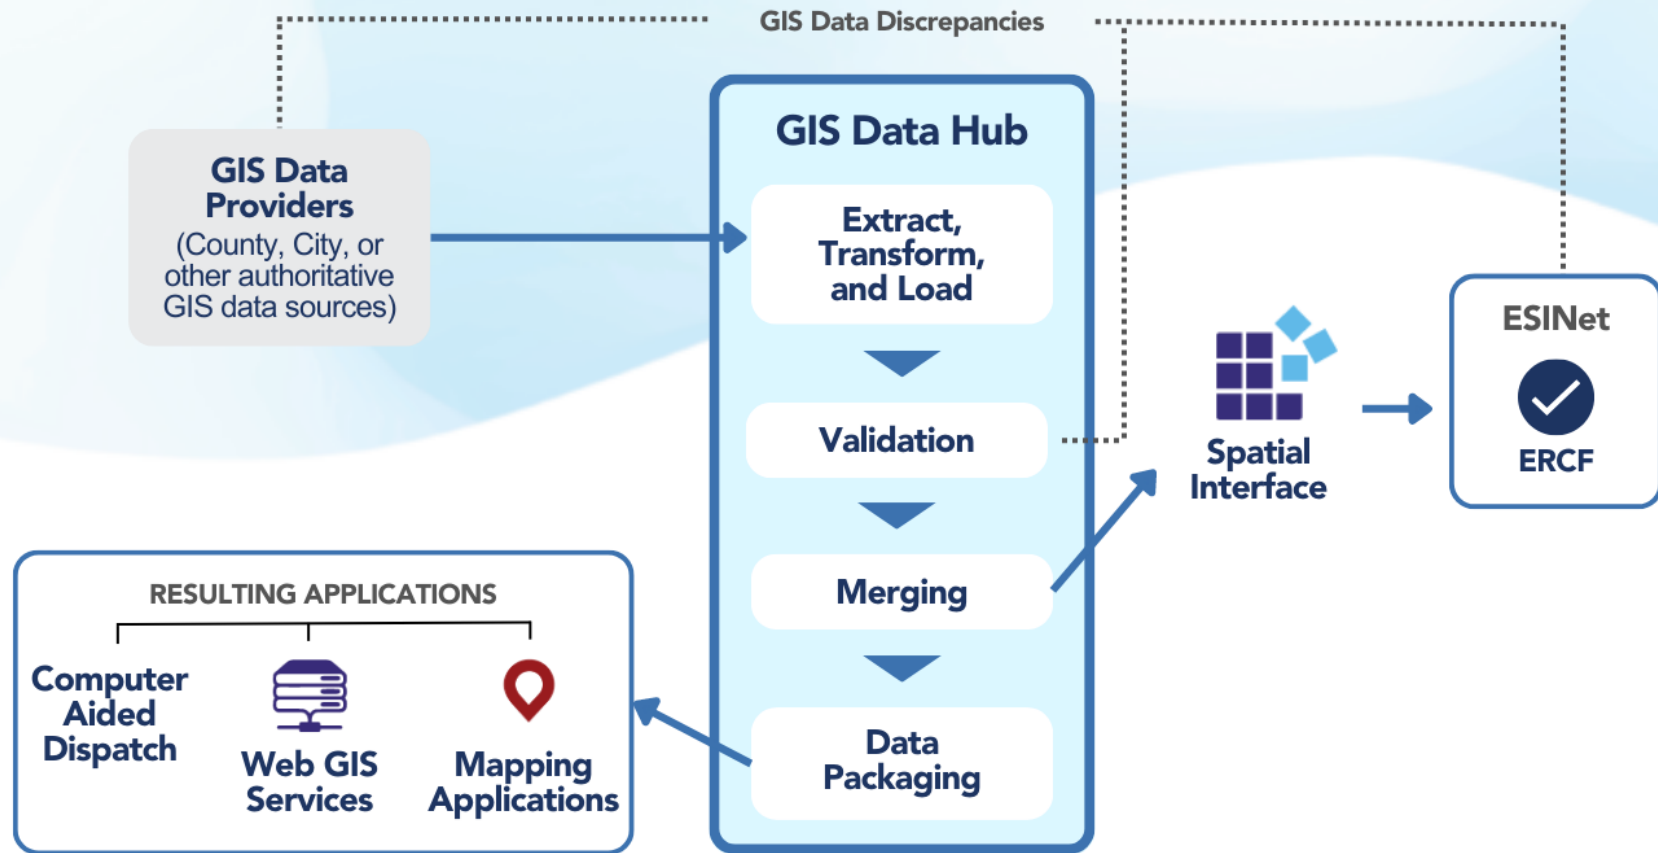 GIS Data Discrepancies
GIS Data
Providers
(County, City, or
other authoritative
GIS data sources)
GIS Data Hub
Extract,
Transform,
and Load
Validation
Merging
Data
Packaging
Spatial
Interface
ESINet
ERCF
RESULTING APPLICATIONS
Computer
Aided
Dispatch
Web GIS
Services
Mapping
Applications